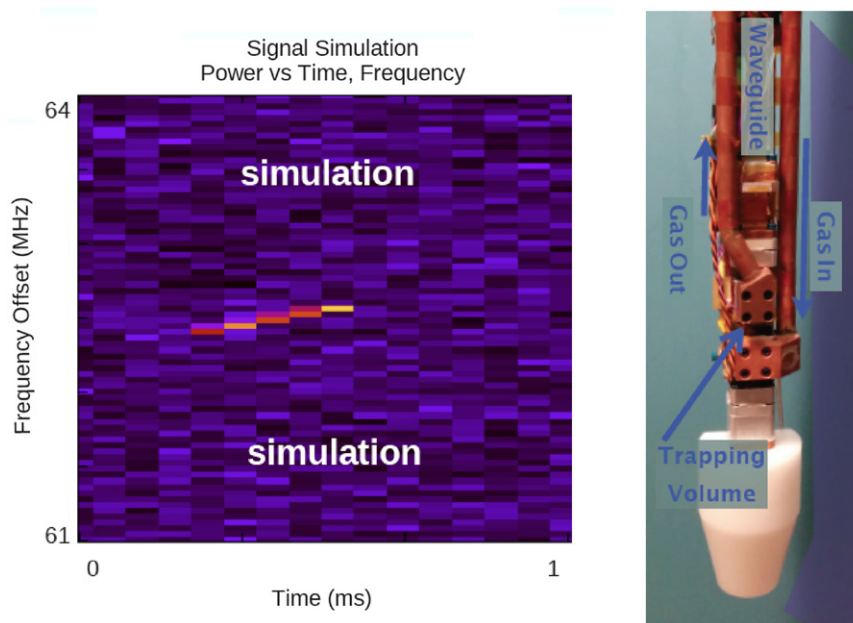 Signal Simulation
Power vs Time, Frequency
64
simulation
Frequency Offset (MHz)
simulation
61
0
1
Time (ms)
Waveguide
Gas Out
Gas In
Trapping
Volume